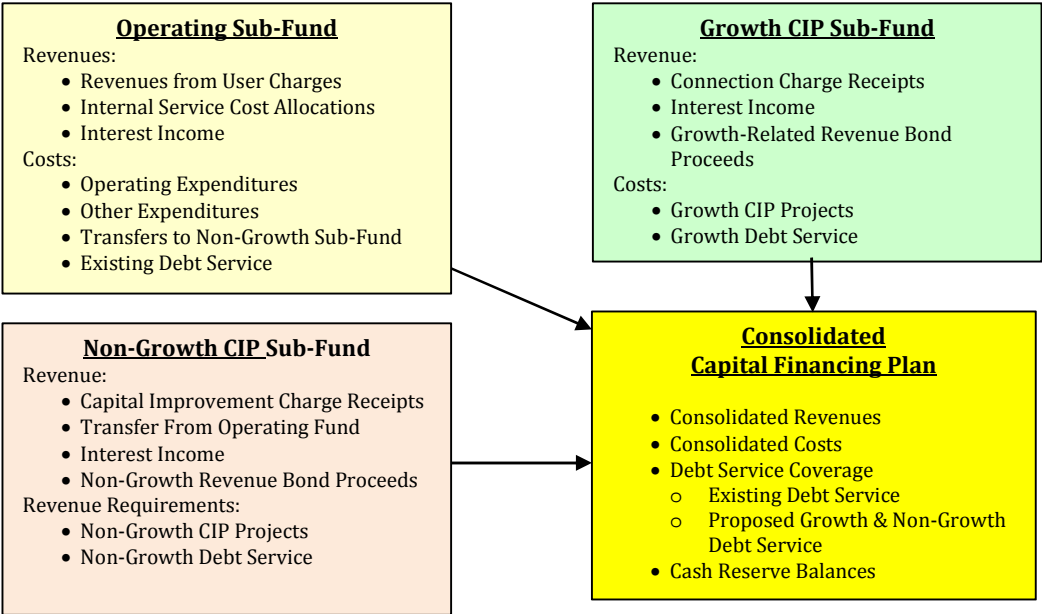 Operating Sub-Fund
Revenues:
• Revenues from User Charges
• Internal Service Cost Allocations
• Interest Income
Costs:
• Operating Expenditures
• Other Expenditures
• Transfers to Non-Growth Sub-Fund
• Existing Debt Service
Growth CIP Sub-Fund
Revenue:
• Connection Charge Receipts
• Interest Income
• Growth-Related Revenue Bond
Proceeds
Costs:
• Growth CIP Projects
• Growth Debt Service
Non-Growth CIP Sub-Fund
Revenue:
• Capital Improvement Charge Receipts
• Transfer From Operating Fund
• Interest Income
• Non-Growth Revenue Bond Proceeds
Revenue Requirements:
• Non-Growth CIP Projects
• Non-Growth Debt Service
Consolidated
Capital Financing Plan
• Consolidated Revenues
• Consolidated Costs
• Debt Service Coverage
o Existing Debt Service
o Proposed Growth & Non-Growth
Debt Service
• Cash Reserve Balances